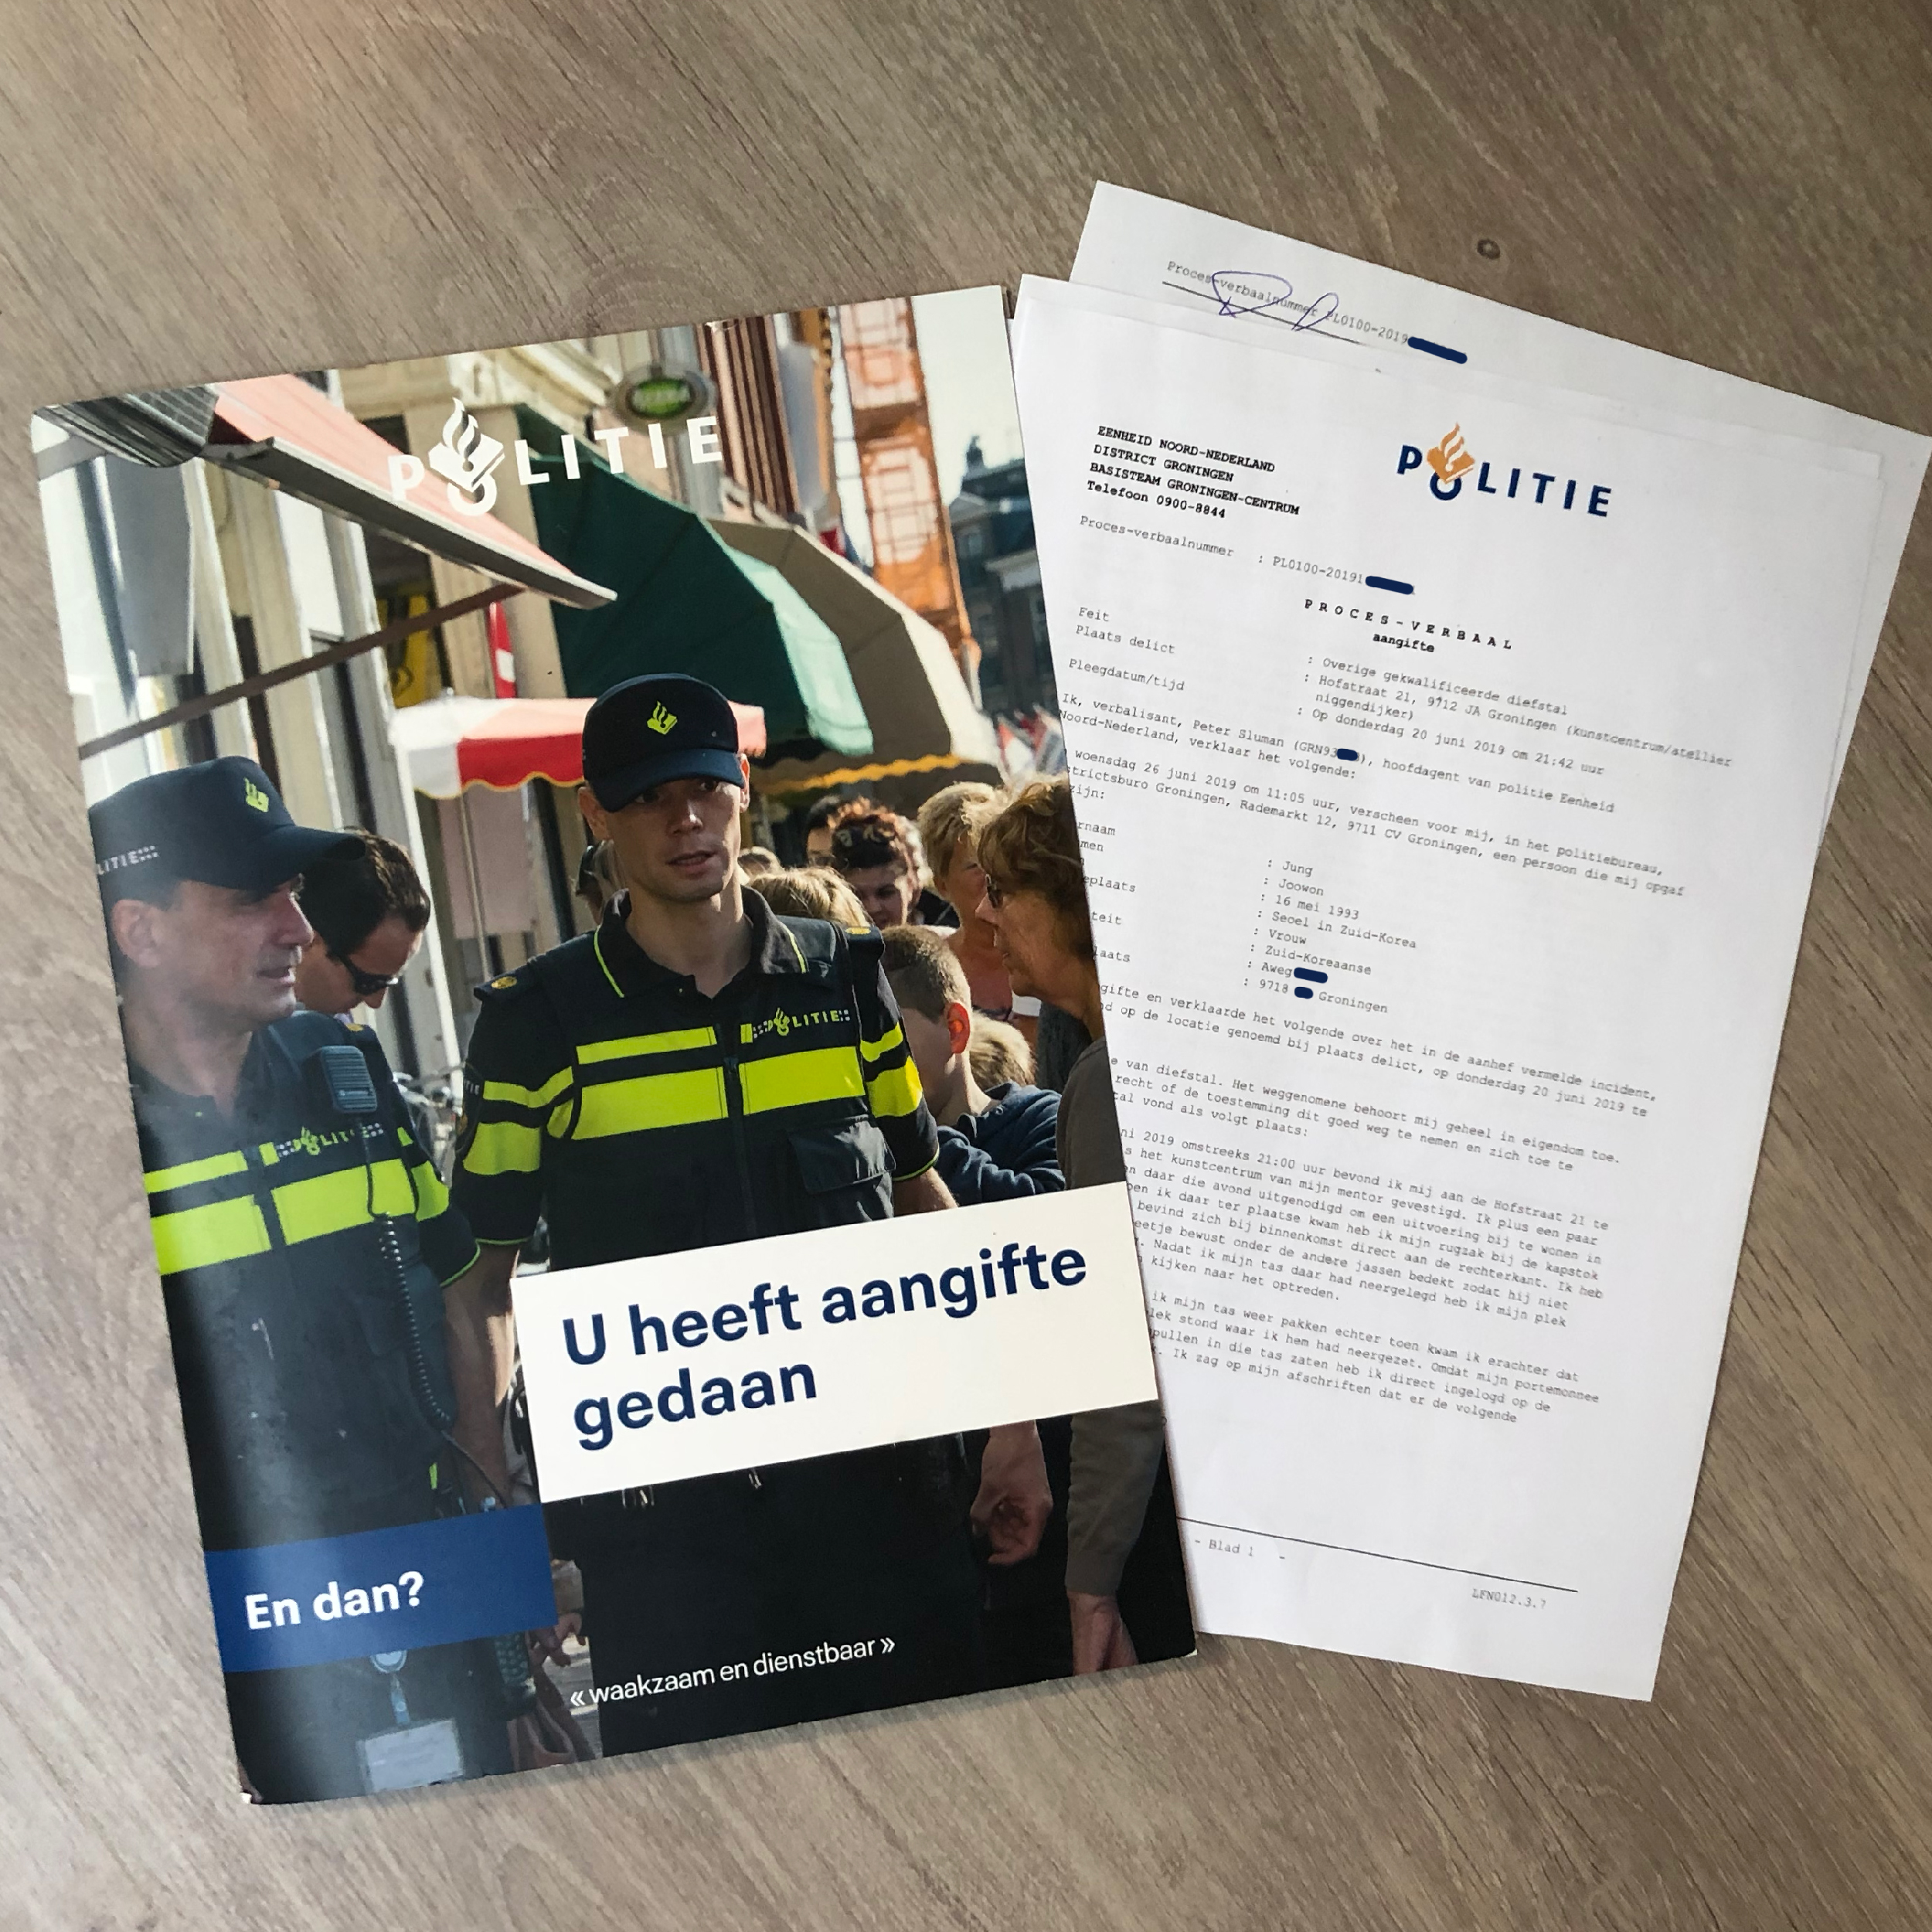 POLITIE
U heeft aangifte
gedaan
En dan?
« waakzaam en dienstbaar »
POLITIE
POLITIE
LITIE
Proces-verbaalnummer PL0100-2019
EENHEID NOORD-NEDERLAND
DISTRICT GRONINGEN
BASISTEAM GRONINGEN-CENTRUM
Telefoon 0900-8844
POLITIE
Proces-verbaalnummer : PL0100-20191
PROCES-VERBAAL
aangifte
Feit : Overige gekwalificeerde diefstal
Plaats delict : Hofstraat 21, 9712 JA Groningen (kunstcentrum/atellier
niggendijker)
Pleegdatum/tijd : Op donderdag 20 juni 2019 om 21:42 uur
Ik, verbalisant, Peter Sluman (GRN93 ), hoofdagent van politie Eenheid
Noord-Nederland, verklaar het volgende:
woensdag 26 juni 2019 om 11:05 uur, verscheen voor mij, in het politiebureau,
strictsburo Groningen, Rademarkt 12, 9711 CV Groningen, een persoon die mij opgaf
zijn:
rnaam : Jung
men : Joowon
: 16 mei 1993
eplaats : Seoel in Zuid-Korea
: Vrouw
teit : Zuid-Koreaanse
: Aweg
laats : 9718 Groningen
gifte en verklaarde het volgende over het in de aanhef vermelde incident,
nd op de locatie genoemd bij plaats delict, op donderdag 20 juni 2019 te
e van diefstal. Het weggenomene behoort mij geheel in eigendom toe.
recht of de toestemming dit goed weg te nemen en zich toe te
tal vond als volgt plaats:
ni 2019 omstreeks 21:00 uur bevond ik mij aan de Hofstraat 21 te
s het kunstcentrum van mijn mentor gevestigd. Ik plus een paar
en daar die avond uitgenodigd om een uitvoering bij te wonen in
oen ik daar ter plaatse kwam heb ik mijn rugzak bij de kapstok
bevind zich bij binnenkomst direct aan de rechterkant. Ik heb
eetje bewust onder de andere jassen bedekt zodat hij niet
. Nadat ik mijn tas daar had neergelegd heb ik mijn plek
kijken naar het optreden.
ik mijn tas weer pakken echter toen kwam ik erachter dat
lek stond waar ik hem had neergezet. Omdat mijn portemonnee
pullen in die tas zaten heb ik direct ingelogd op de
. Ik zag op mijn afschriften dat er de volgende
- Blad 1 -
LFN012.3.7